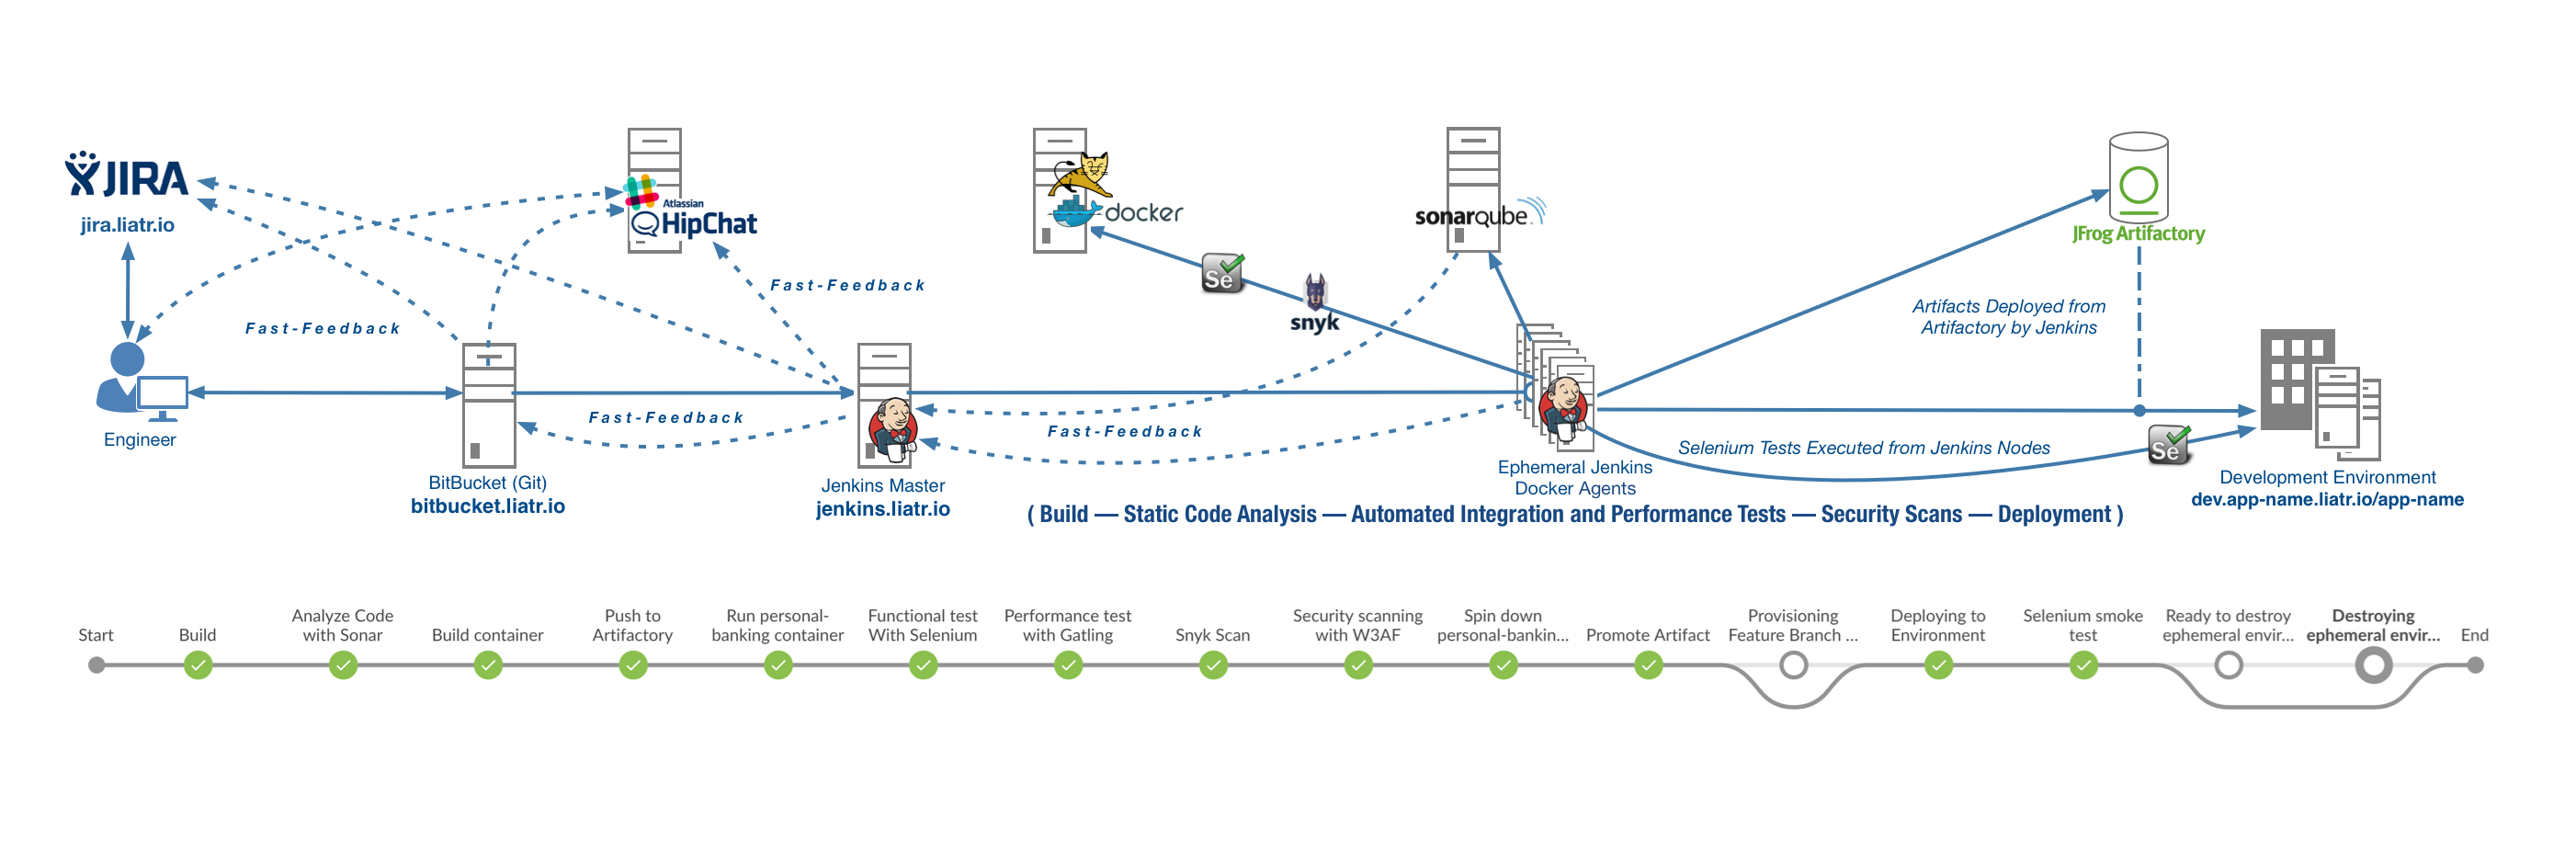 JIRA
jira.liatr.io
Engineer
Fast-Feedback
BitBucket (Git)
bitbucket.liatr.io
Atlassian
HipChat
Fast-Feedback
Fast-Feedback
Jenkins Master
jenkins.liatr.io
docker
Se
snyk
sonarqube
Fast-Feedback
Ephemeral Jenkins
Docker Agents
( Build — Static Code Analysis — Automated Integration and Performance Tests — Security Scans — Deployment )
JFrog Artifactory
Artifacts Deployed from
Artifactory by Jenkins
Selenium Tests Executed from Jenkins Nodes
Se
Development Environment
dev.app-name.liatr.io/app-name
Start
Build
Analyze Code
with Sonar
Build container
Push to
Artifactory
Run personal-
banking container
Functional test
With Selenium
Performance test
with Gatling
Snyk Scan
Security scanning
with W3AF
Spin down
personal-bankin...
Promote Artifact
Provisioning
Feature Branch ...
Deploying to
Environment
Selenium smoke
test
Ready to destroy
ephemeral envir...
Destroying
ephemeral envir...
End